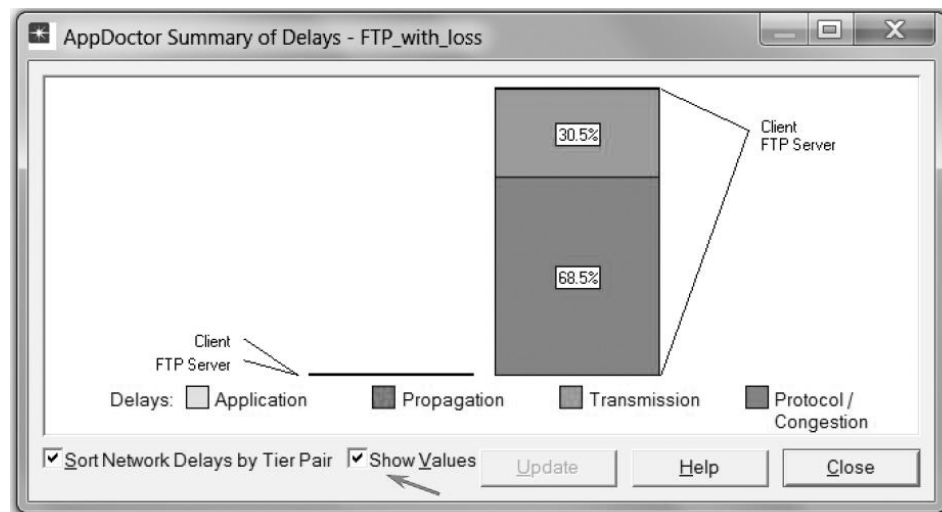 AppDoctor Summary of Delays - FTP_with_loss
30.5%
Client
FTP Server
68.5%
Client
FTP Server
Delays: Application Propagation Transmission Protocol /
Congestion
Sort Network Delays by Tier Pair Show Values Update Help Close